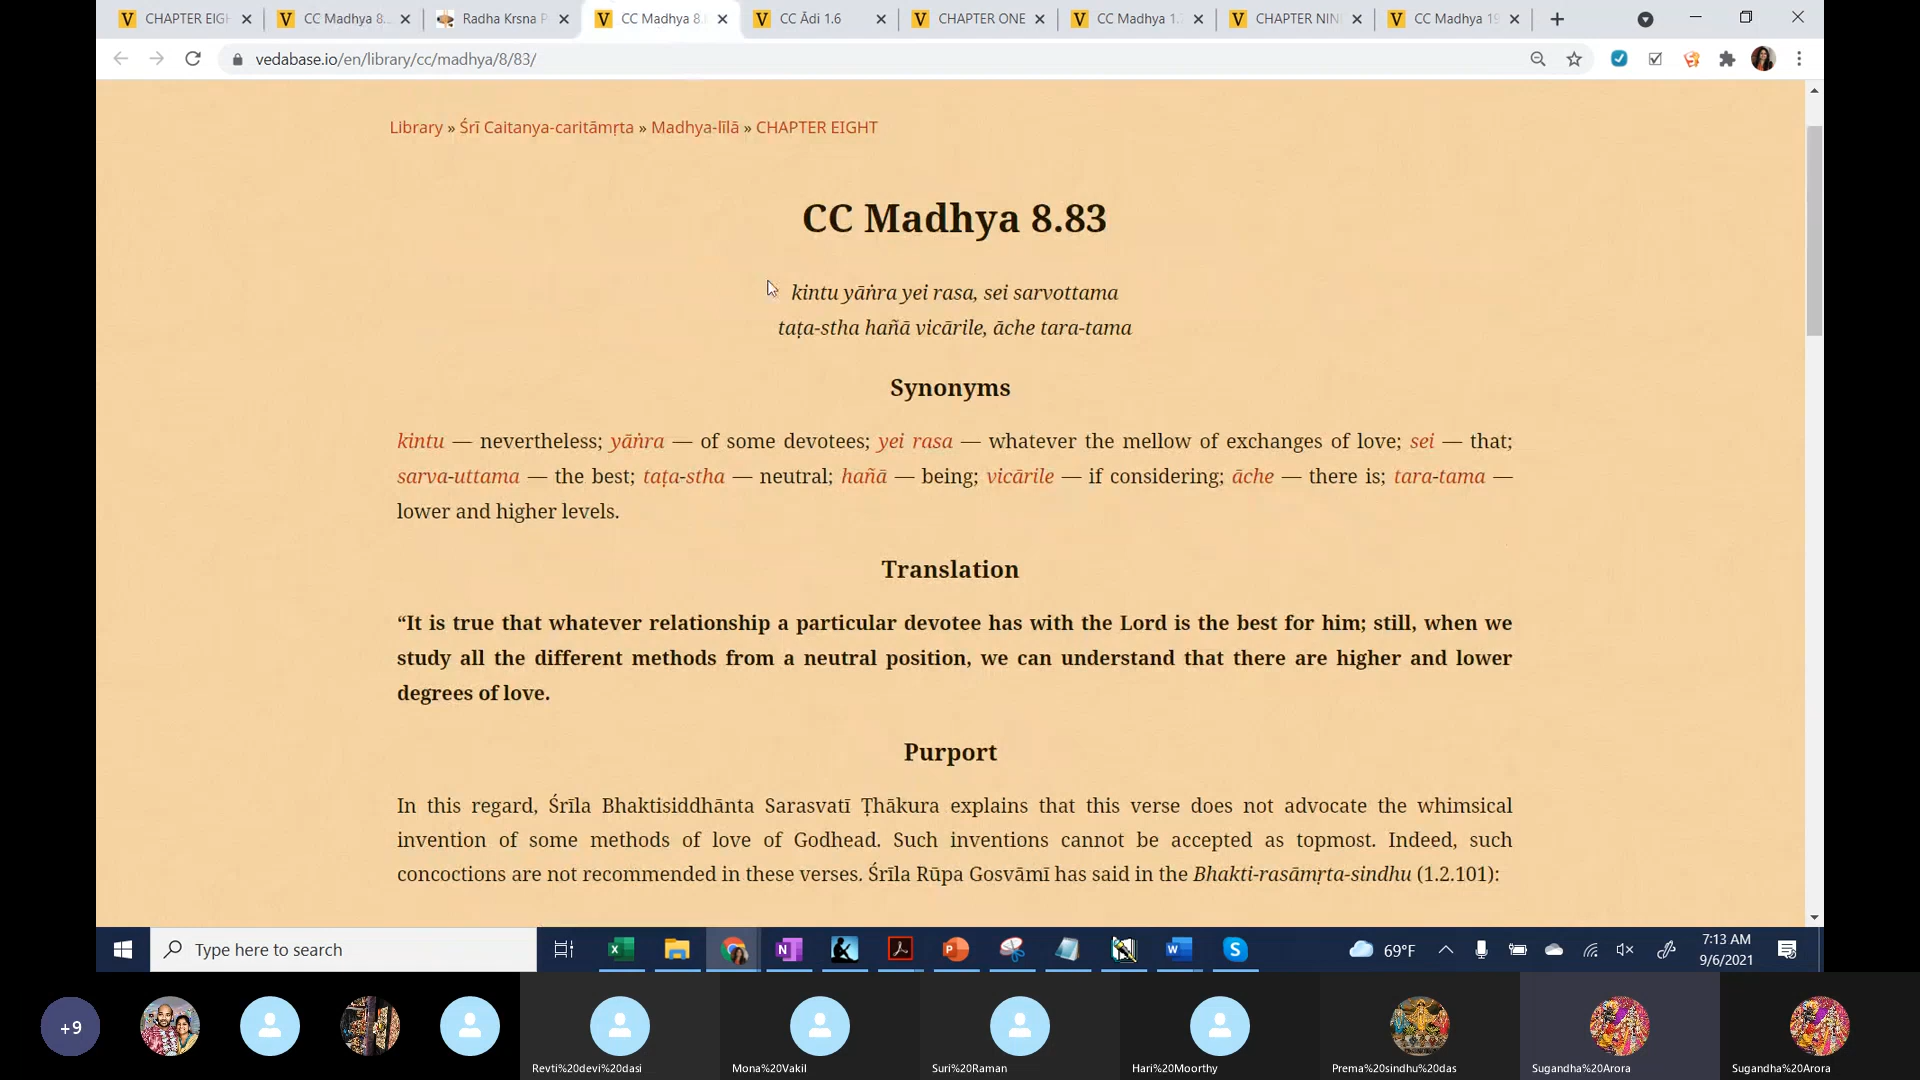 CHAPTER EIGH
CC Madhya 8.
Radha Krsna P
CC Madhya 8.
CC Ādi 1.6
CHAPTER ONE
CC Madhya 1.
CHAPTER NIN
CC Madhya 19
vedabase.io/en/library/cc/madhya/8/83/
Library » Śrī Caitanya-caritāmṛta » Madhya-līlā » CHAPTER EIGHT
CC Madhya 8.83
kintu yāṅra yei rasa, sei sarvottama
taṭa-stha hañā vicārile, āche tara-tama
Synonyms
kintu — nevertheless; yāṅra — of some devotees; yei rasa — whatever the mellow of exchanges of love; sei — that;
sarva-uttama — the best; taṭa-stha — neutral; hañā — being; vicārile — if considering; āche — there is; tara-tama —
lower and higher levels.
Translation
“It is true that whatever relationship a particular devotee has with the Lord is the best for him; still, when we
study all the different methods from a neutral position, we can understand that there are higher and lower
degrees of love.
Purport
In this regard, Śrīla Bhaktisiddhānta Sarasvatī Ṭhākura explains that this verse does not advocate the whimsical
invention of some methods of love of Godhead. Such inventions cannot be accepted as topmost. Indeed, such
concoctions are not recommended in these verses. Śrīla Rūpa Gosvāmī has said in the Bhakti-rasāmṛta-sindhu (1.2.101):
Type here to search
69°F
7:13 AM
9/6/2021
+9
Revti%20devi%20dasi
Mona%20Vakil
Suri%20Raman
Hari%20Moorthy
Prema%20sindhu%20das
Sugandha%20Arora
Sugandha%20Arora